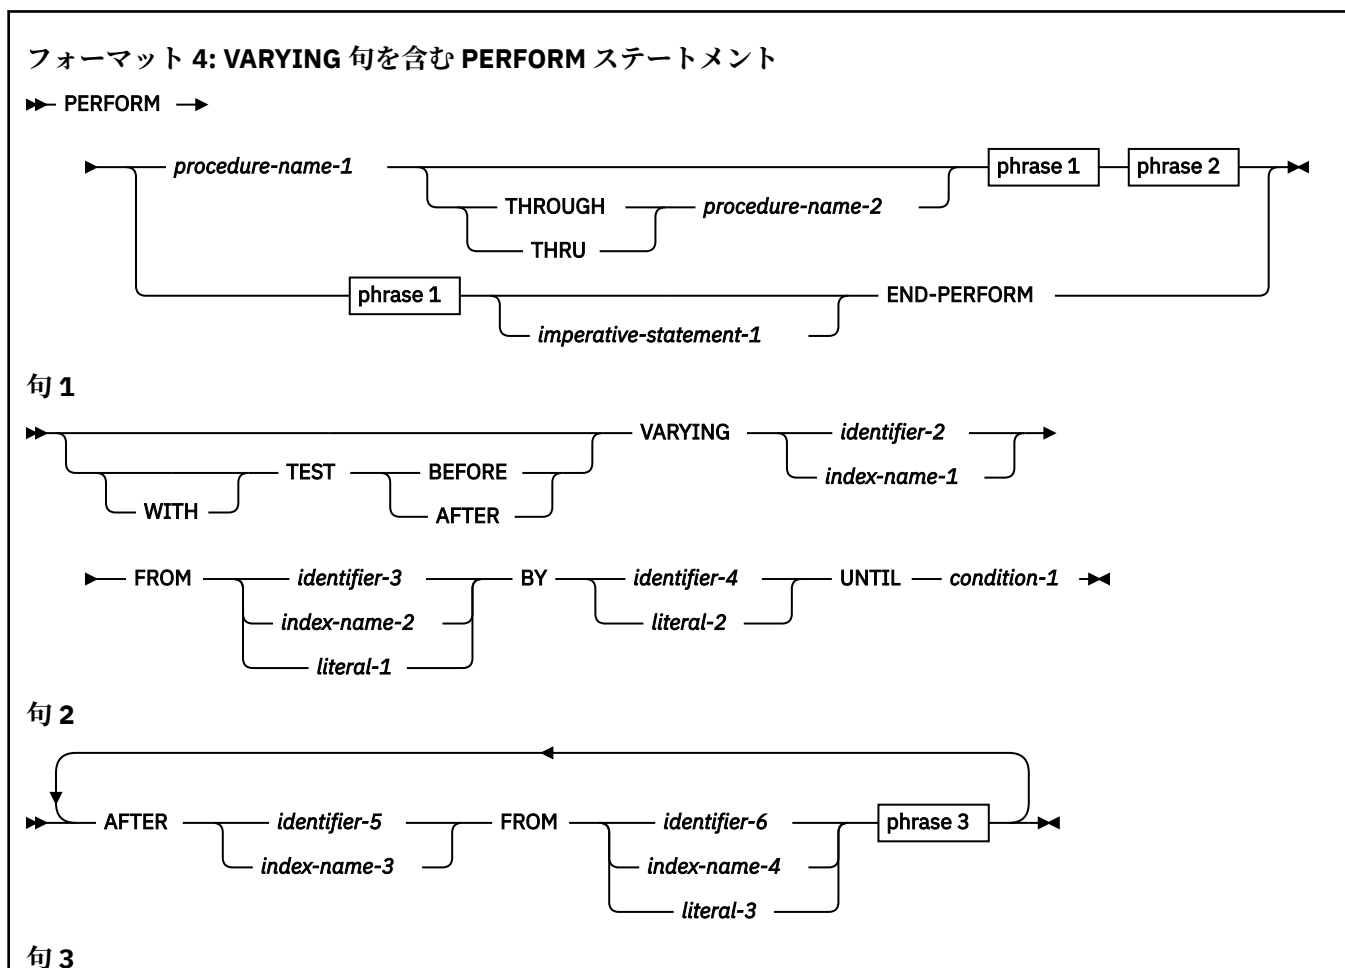 フォーマット 4: VARYING 句を含む PERFORM ステートメント
PERFORM
procedure-name-1 phrase 1 phrase 2
THROUGH procedure-name-2
THRU
phrase 1 END-PERFORM
imperative-statement-1
句 1
VARYING identifier-2
TEST BEFORE index-name-1
WITH AFTER
FROM identifier-3 BY identifier-4 UNTIL condition-1
index-name-2 literal-2
literal-1
句 2
AFTER identifier-5 FROM identifier-6 phrase 3
index-name-3 index-name-4
literal-3
句 3